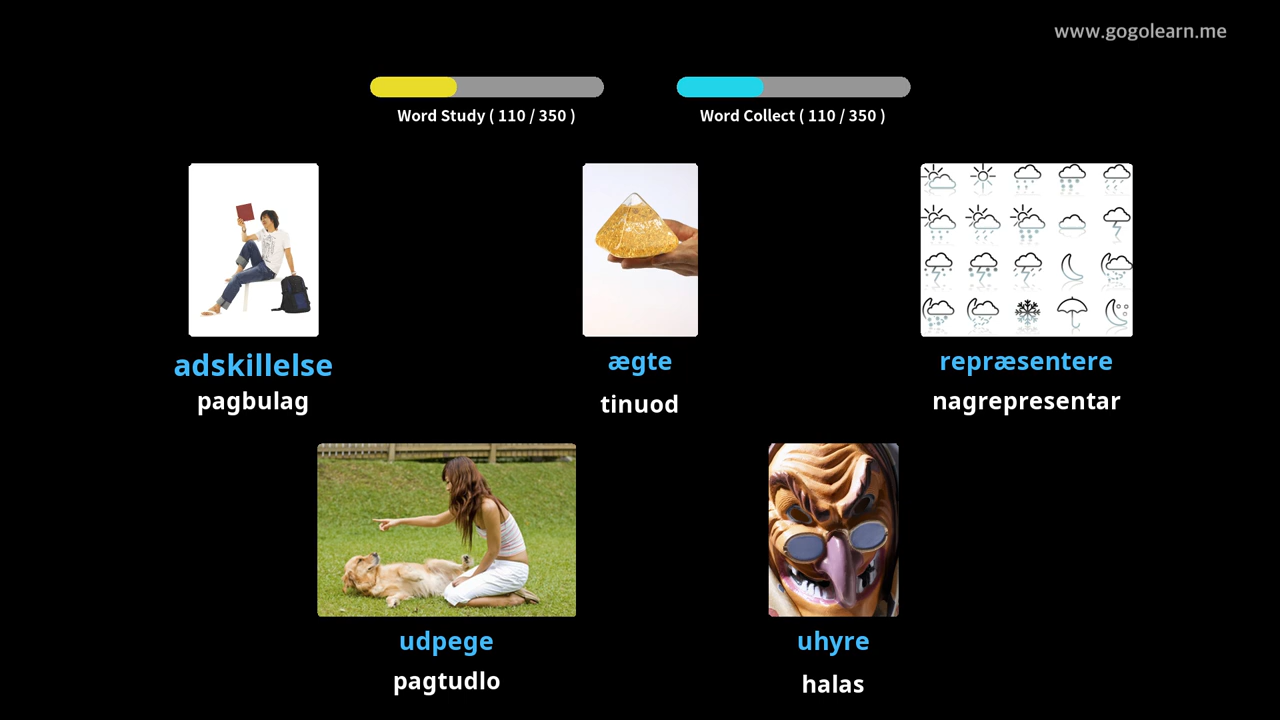 www.gogolearn.me
Word Study ( 110 / 350 )
Word Collect ( 110 / 350 )
adskillelse
pagbulag
ægte
tinuod
repræsentere
nagrepresentar
udpege
pagtudlo
uhyre
halas